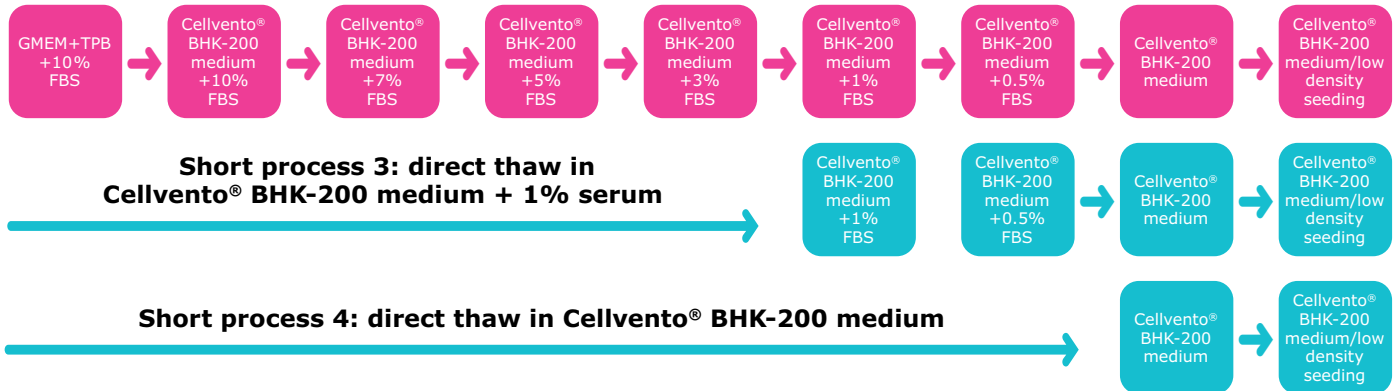 GMEM+TPB
+10%
FBS
Cellvento®
BHK-200
medium
+10%
FBS
Cellvento®
BHK-200
medium
+7%
FBS
Cellvento®
BHK-200
medium
+5%
FBS
Cellvento®
BHK-200
medium
+3%
FBS
Cellvento®
BHK-200
medium
+1%
FBS
Cellvento®
BHK-200
medium
+0.5%
FBS
Cellvento®
BHK-200
medium
Cellvento®
BHK-200
medium/low
density
seeding
Short process 3: direct thaw in
Cellvento® BHK-200 medium + 1% serum
Cellvento®
BHK-200
medium
+1%
FBS
Cellvento®
BHK-200
medium
+0.5%
FBS
Cellvento®
BHK-200
medium
Cellvento®
BHK-200
medium/low
density
seeding
Short process 4: direct thaw in Cellvento® BHK-200 medium
Cellvento®
BHK-200
medium
Cellvento®
BHK-200
medium/low
density
seeding